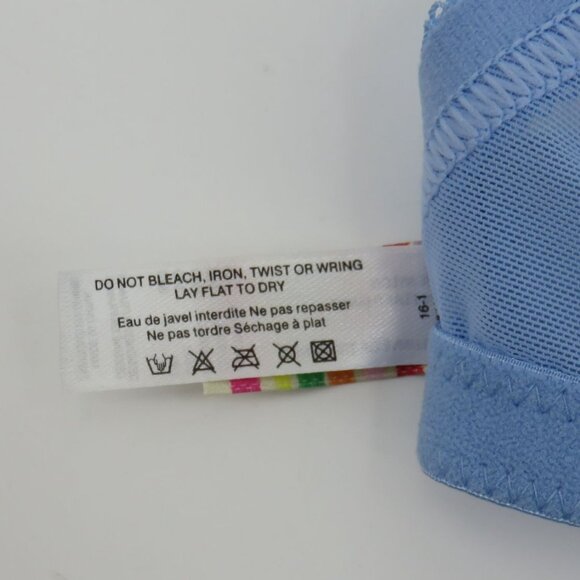 DO NOT BLEACH, IRON, TWIST OR WRING
LAY FLAT TO DRY
Eau de javel interdite Ne pas repasser
Ne pas tordre Séchage à plat
16-1